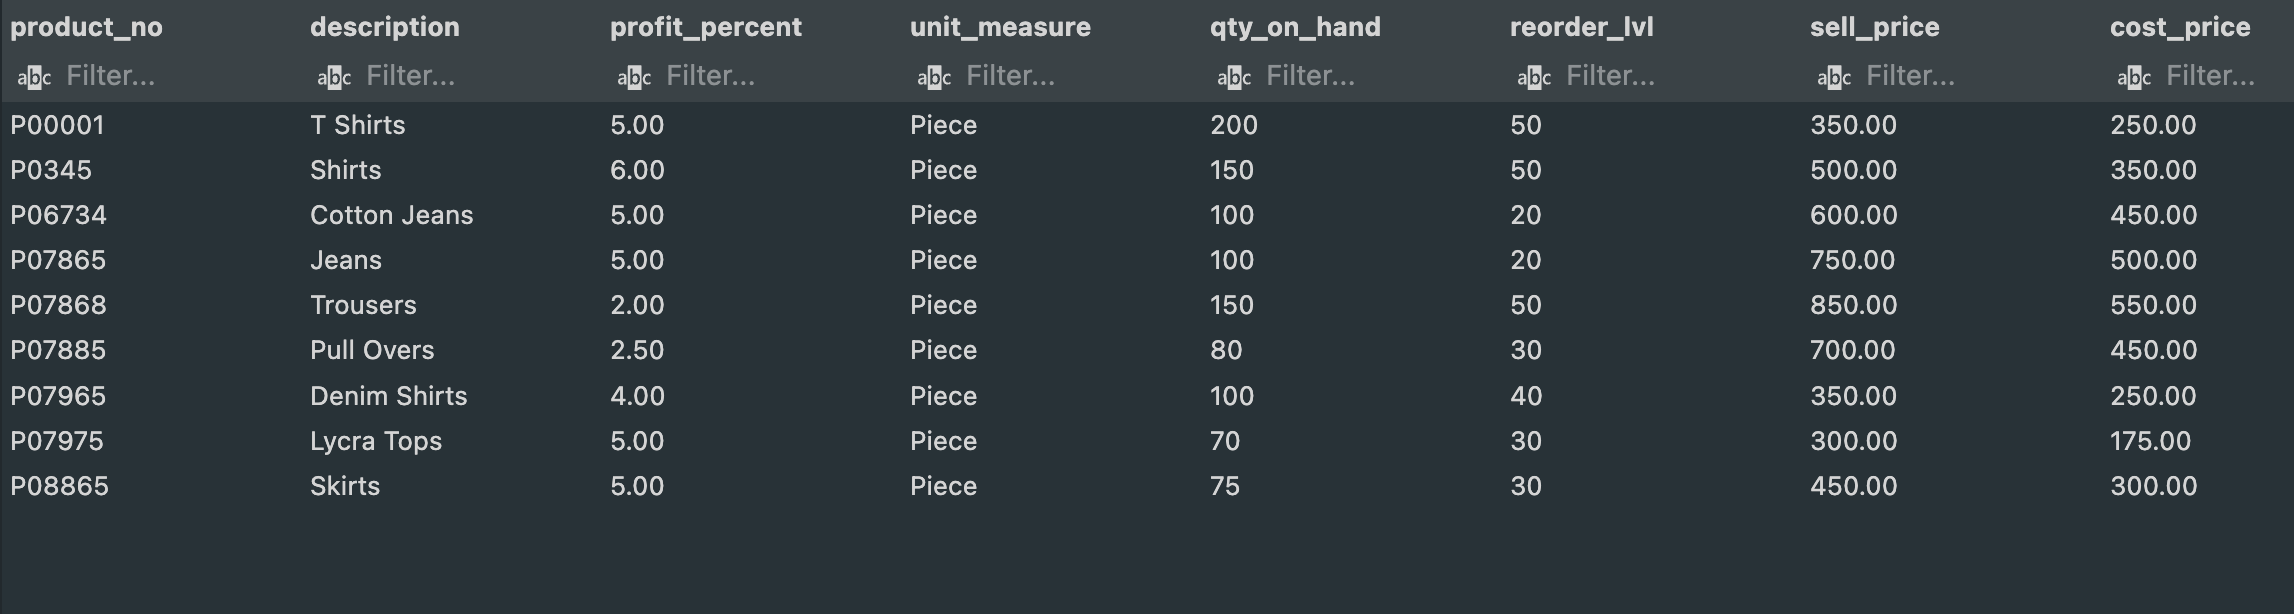 product_no description profit_percent unit_measure qty_on_hand reorder_lvl sell_price cost_price
abc Filter... abc Filter... abc Filter... abc Filter... abc Filter... abc Filter... abc Filter... abc Filter...
P00001 T Shirts 5.00 Piece 200 50 350.00 250.00
P0345 Shirts 6.00 Piece 150 50 500.00 350.00
P06734 Cotton Jeans 5.00 Piece 100 20 600.00 450.00
P07865 Jeans 5.00 Piece 100 20 750.00 500.00
P07868 Trousers 2.00 Piece 150 50 850.00 550.00
P07885 Pull Overs 2.50 Piece 80 30 700.00 450.00
P07965 Denim Shirts 4.00 Piece 100 40 350.00 250.00
P07975 Lycra Tops 5.00 Piece 70 30 300.00 175.00
P08865 Skirts 5.00 Piece 75 30 450.00 300.00